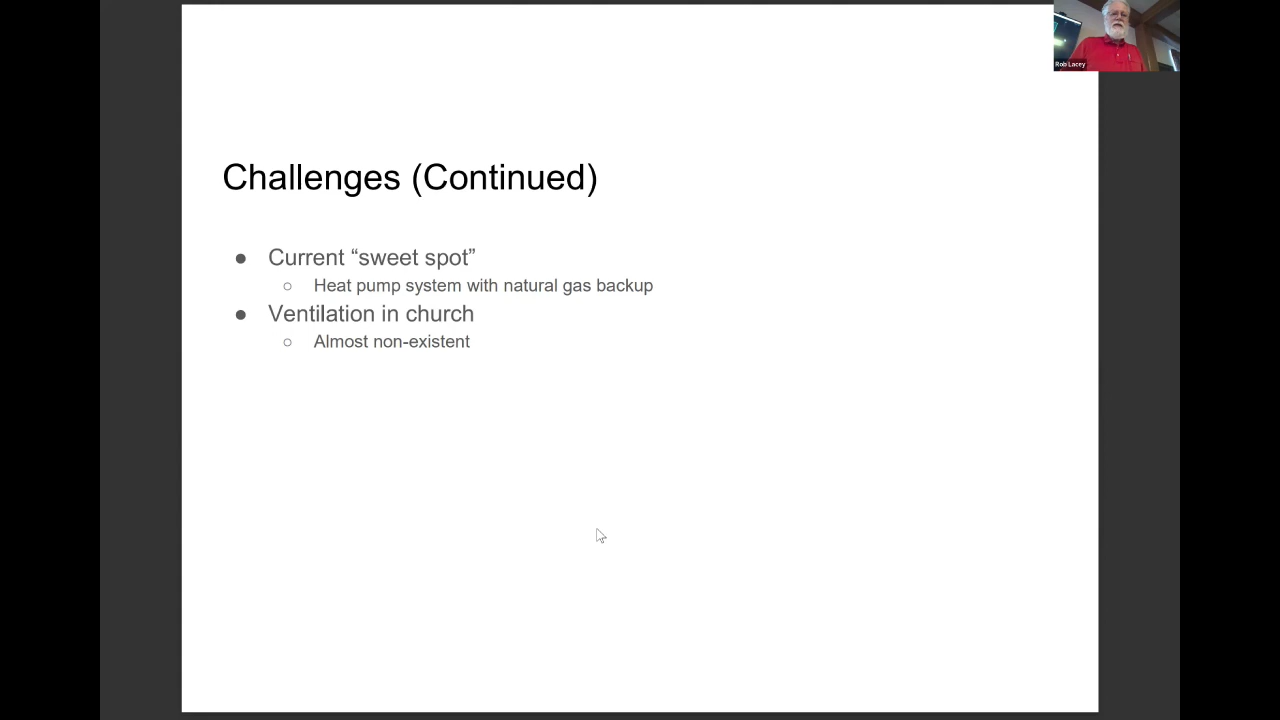 Rob Lacey
Challenges (Continued)
● Current “sweet spot”
○ Heat pump system with natural gas backup
● Ventilation in church
○ Almost non-existent